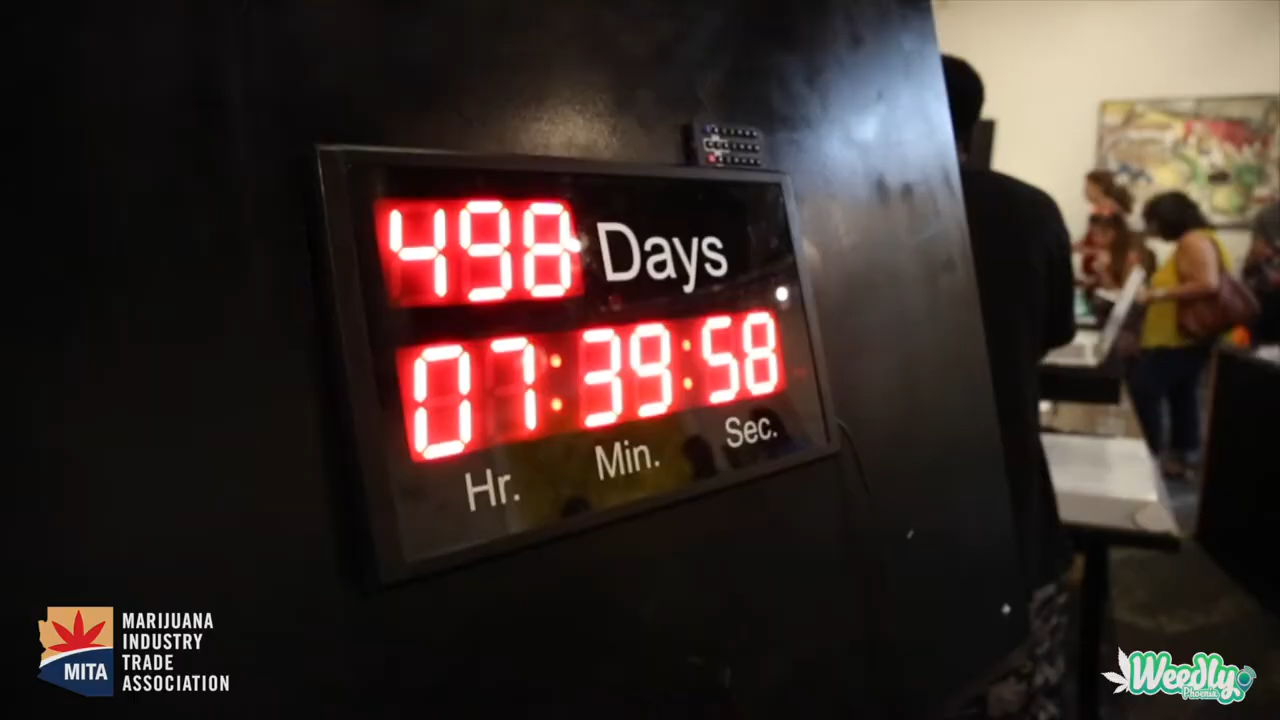 498 Days
07:39:58
Hr. Min. Sec.
MARIJUANA
INDUSTRY
TRADE
ASSOCIATION
MITA
Weedly
Phoenix